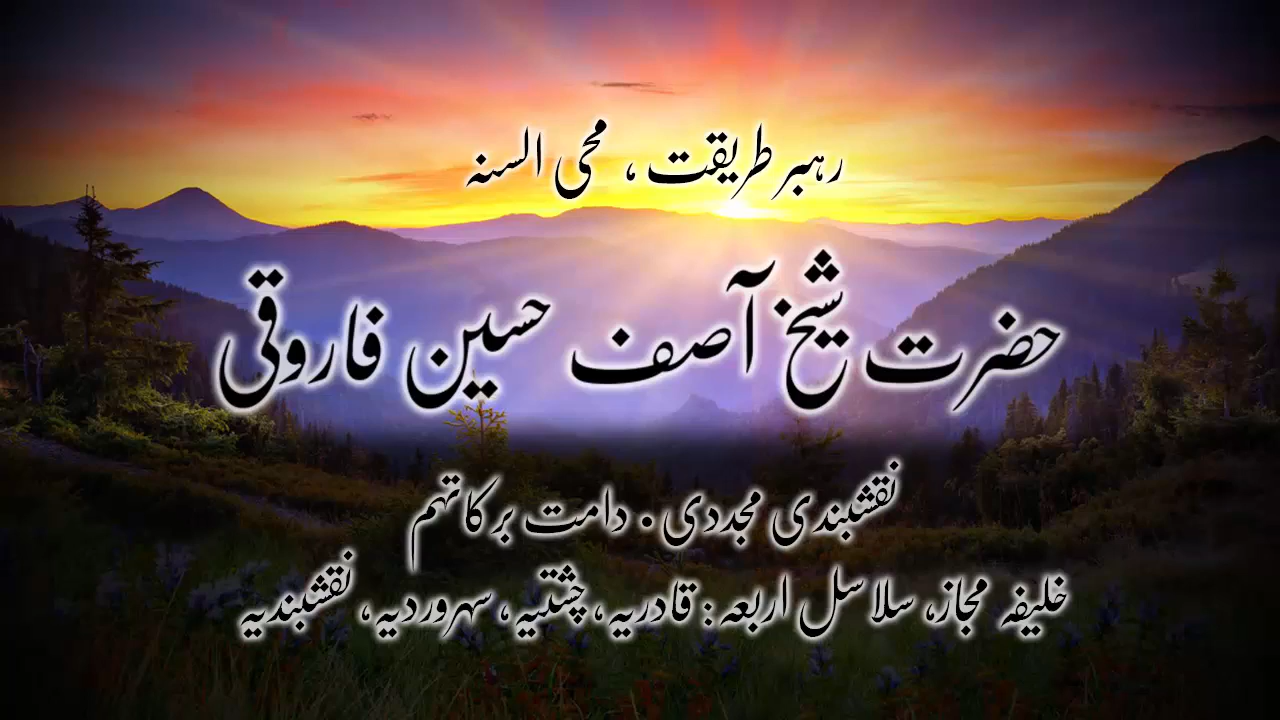 رہبر طریقت ، محی السنہ
حضرت شیخ آصف حسین فاروقی
نقشبندی مجددی . دامت برکاتہم
خلیفہ مجاز، سلاسل اربعہ : قادریہ، چشتیہ، سہروردیہ، نقشبندیہ